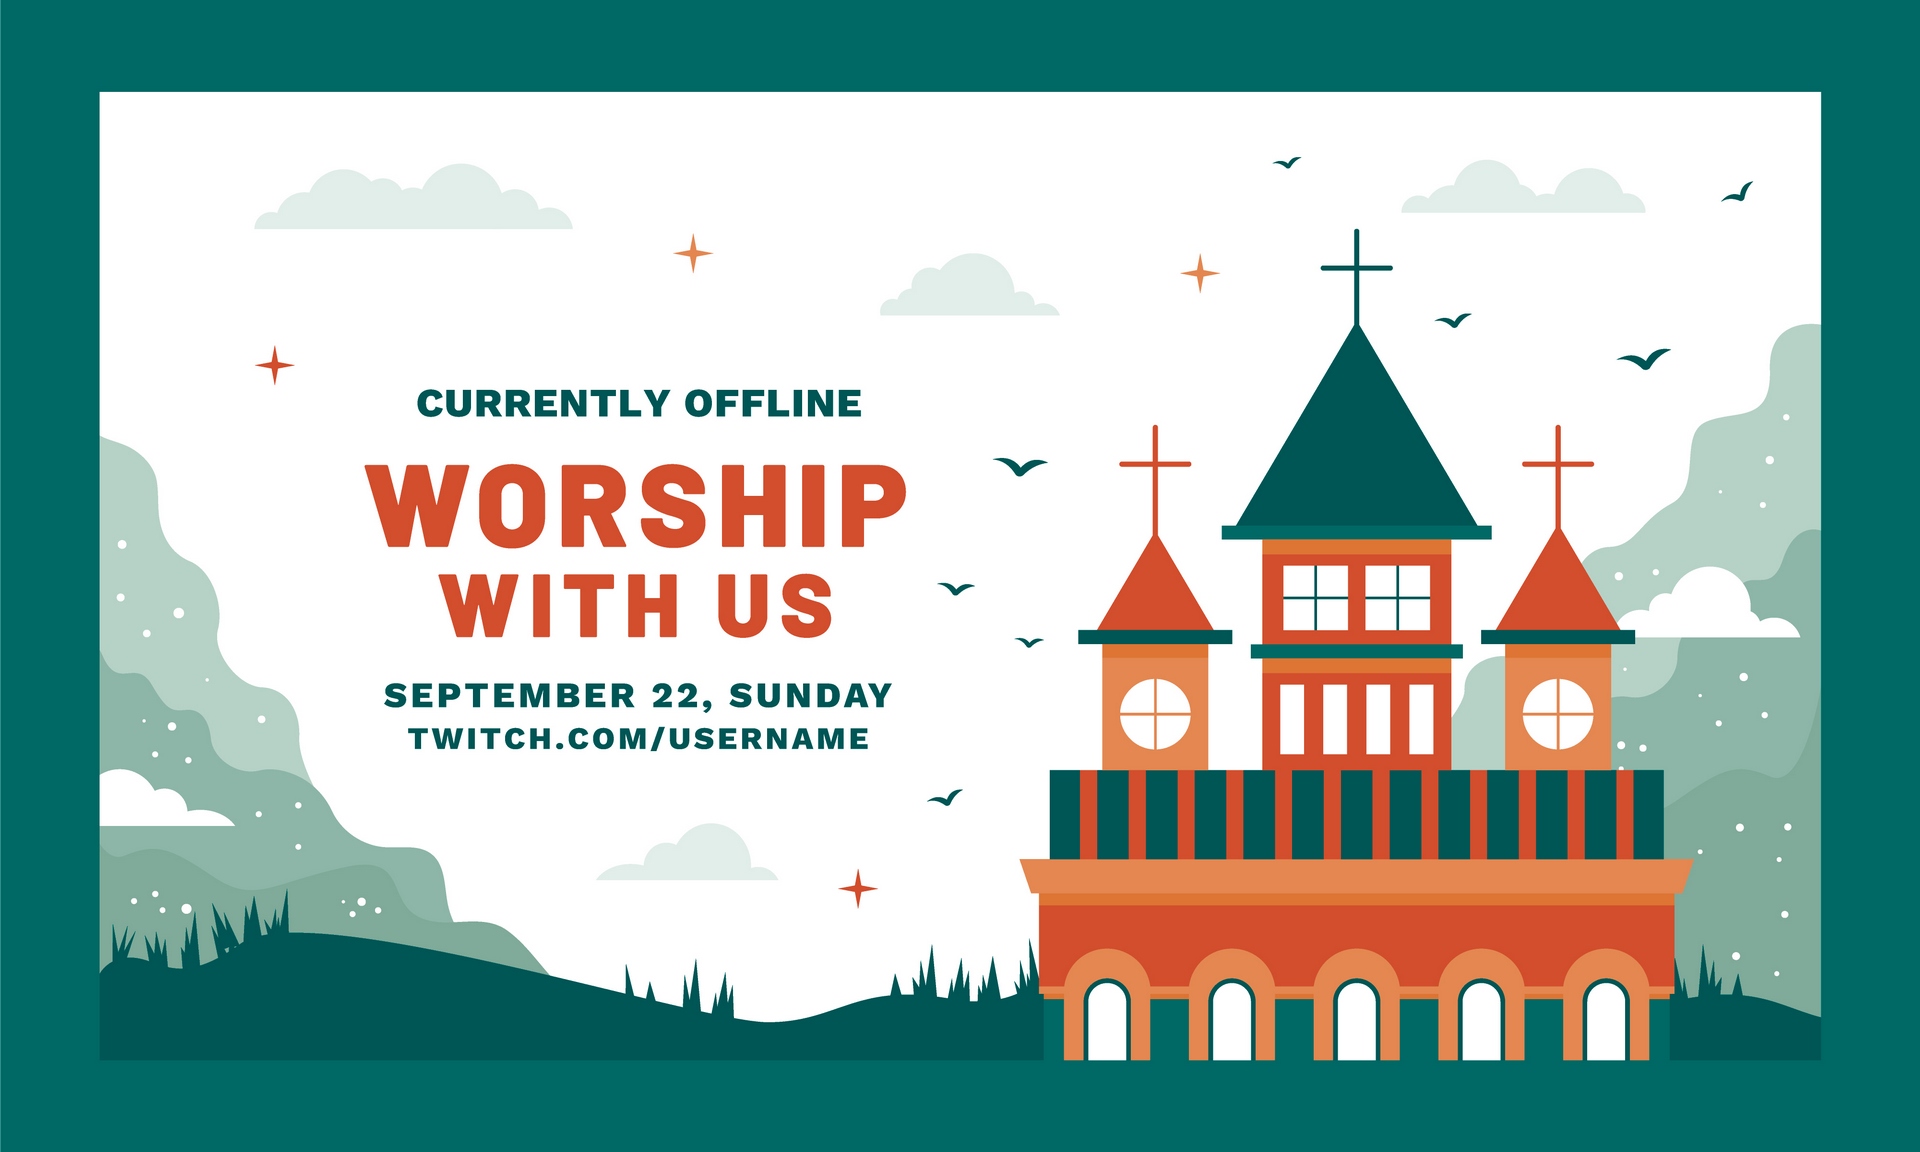 CURRENTLY OFFLINE
WORSHIP
WITH US
SEPTEMBER 22, SUNDAY
TWITCH.COM/USERNAME